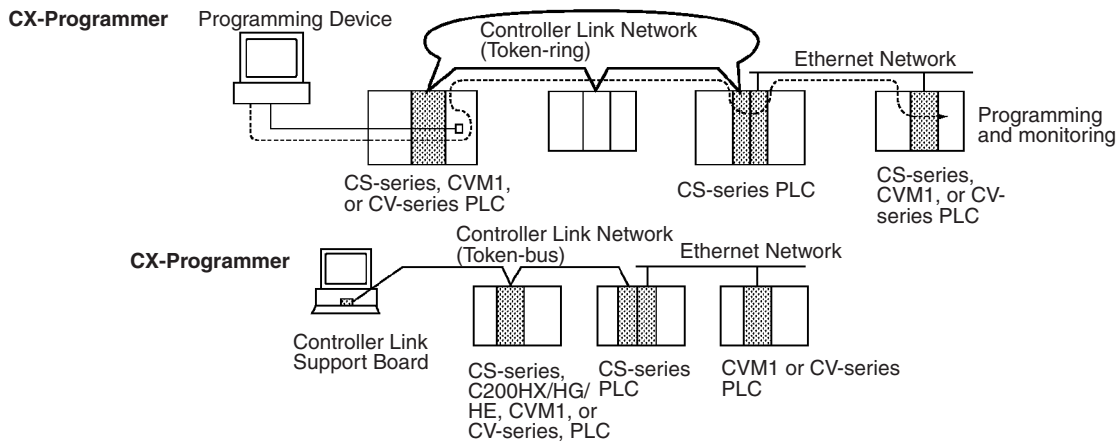 CX-Programmer
Programming Device
Controller Link Network
(Token-ring)
Ethernet Network
Programming
and monitoring
CS-series, CVM1,
or CV-series PLC
CS-series PLC
CS-series,
CVM1, or CV-
series PLC
CX-Programmer
Controller Link Network
(Token-bus)
Ethernet Network
Controller Link
Support Board
CS-series,
C200HX/HG/
HE, CVM1, or
CV-series, PLC
CS-series
PLC
CVM1 or CV-series
PLC